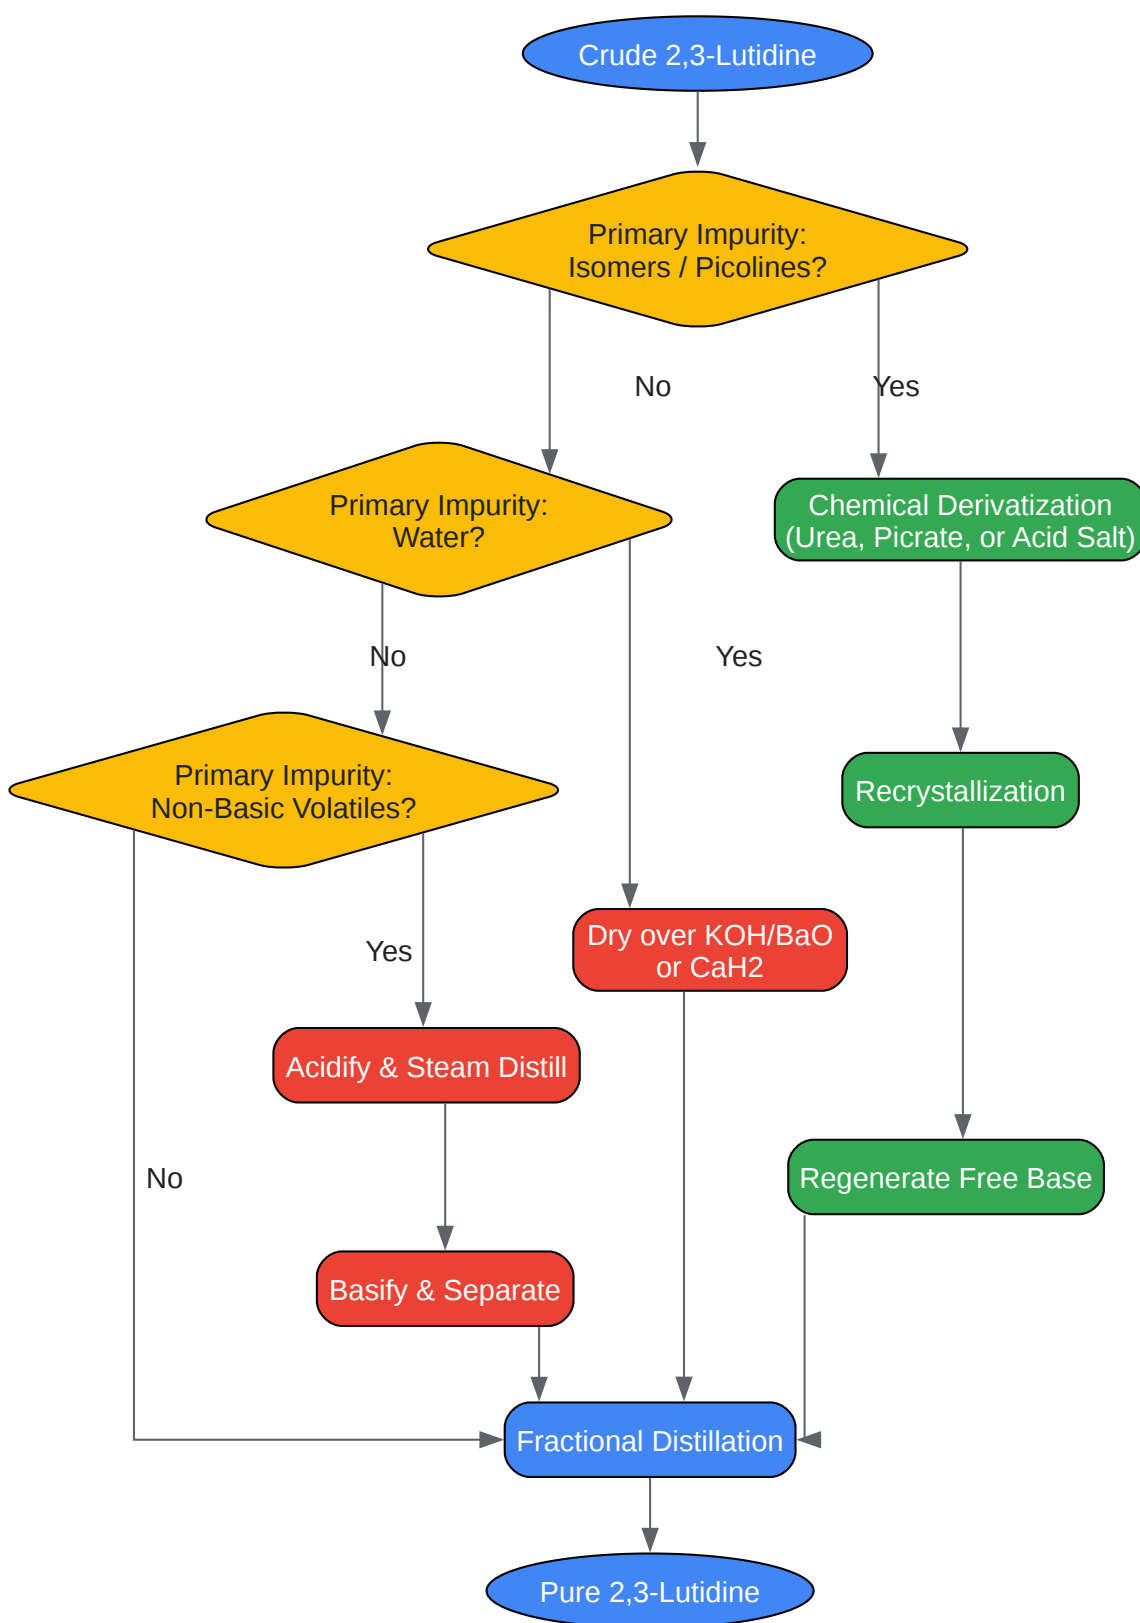 Crude 2,3-Lutidine
Primary Impurity:
Isomers / Picolines?
No
Yes
Primary Impurity:
Water?
Chemical Derivatization
(Urea, Picrate, or Acid Salt)
No
Yes
Primary Impurity:
Non-Basic Volatiles?
Recrystallization
Yes
Dry over KOH/BaO
or CaH2
Acidify & Steam Distill
No
Regenerate Free Base
Basify & Separate
Fractional Distillation
Pure 2,3-Lutidine